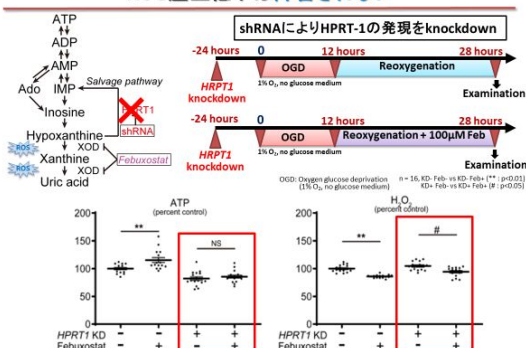 shRNAによりHPRT-1の発現をknockdown
ATP
ADP
AMP
Salvage pathway
Ado
IMP
HPRT1
shRNA
Inosine
Hypoxanthine
ROS
XOD
Xanthine
Febuxostat
ROS
XOD
Uric acid
-24 hours
0
12 hours
28 hours
OGD
Reoxygenation
HRPT1
knockdown
1% O₂, no glucose medium
Examination
-24 hours
0
12 hours
28 hours
OGD
Reoxygenation + 100μM Feb
HRPT1
knockdown
1% O₂, no glucose medium
Examination
OGD: Oxygen glucose deprivation
(1% O₂, no glucose medium)
n = 16, KD- Feb- vs KD- Feb+ (** : p<0.01)
KD+ Feb- vs KD+ Feb+ (# : p<0.05)
ATP
(percent control)
200
150
100
50
0
**
NS
HPRT1 KD - - + +
Febuxostat - + - +
H₂O₂
(percent control)
200
150
100
50
0
**
#
HPRT1 KD - - + +
Febuxostat - + - +